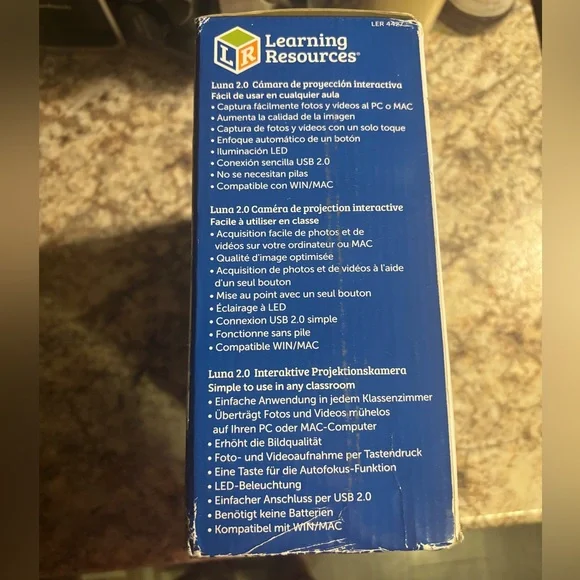 LER 4427
LR Learning
Resources®
Luna 2.0 Cámara de proyección interactiva
Fácil de usar en cualquier aula
• Captura fácilmente fotos y vídeos al PC o MAC
• Aumenta la calidad de la imagen
• Captura de fotos y vídeos con un solo toque
• Enfoque automático de un botón
• Iluminación LED
• Conexión sencilla USB 2.0
• No se necesitan pilas
• Compatible con WIN/MAC
Luna 2.0 Caméra de projection interactive
Facile à utiliser en classe
• Acquisition facile de photos et de
vidéos sur votre ordinateur ou MAC
• Qualité d'image optimisée
• Acquisition de photos et de vidéos à l'aide
d'un seul bouton
• Mise au point avec un seul bouton
• Éclairage à LED
• Connexion USB 2.0 simple
• Fonctionne sans pile
• Compatible WIN/MAC
Luna 2.0 Interaktive Projektionskamera
Simple to use in any classroom
• Einfache Anwendung in jedem Klassenzimmer
• Überträgt Fotos und Videos mühelos
auf Ihren PC oder MAC-Computer
• Erhöht die Bildqualität
• Foto- und Videoaufnahme per Tastendruck
• Eine Taste für die Autofokus-Funktion
• LED-Beleuchtung
• Einfacher Anschluss per USB 2.0
• Benötigt keine Batterien
• Kompatibel mit WIN/MAC